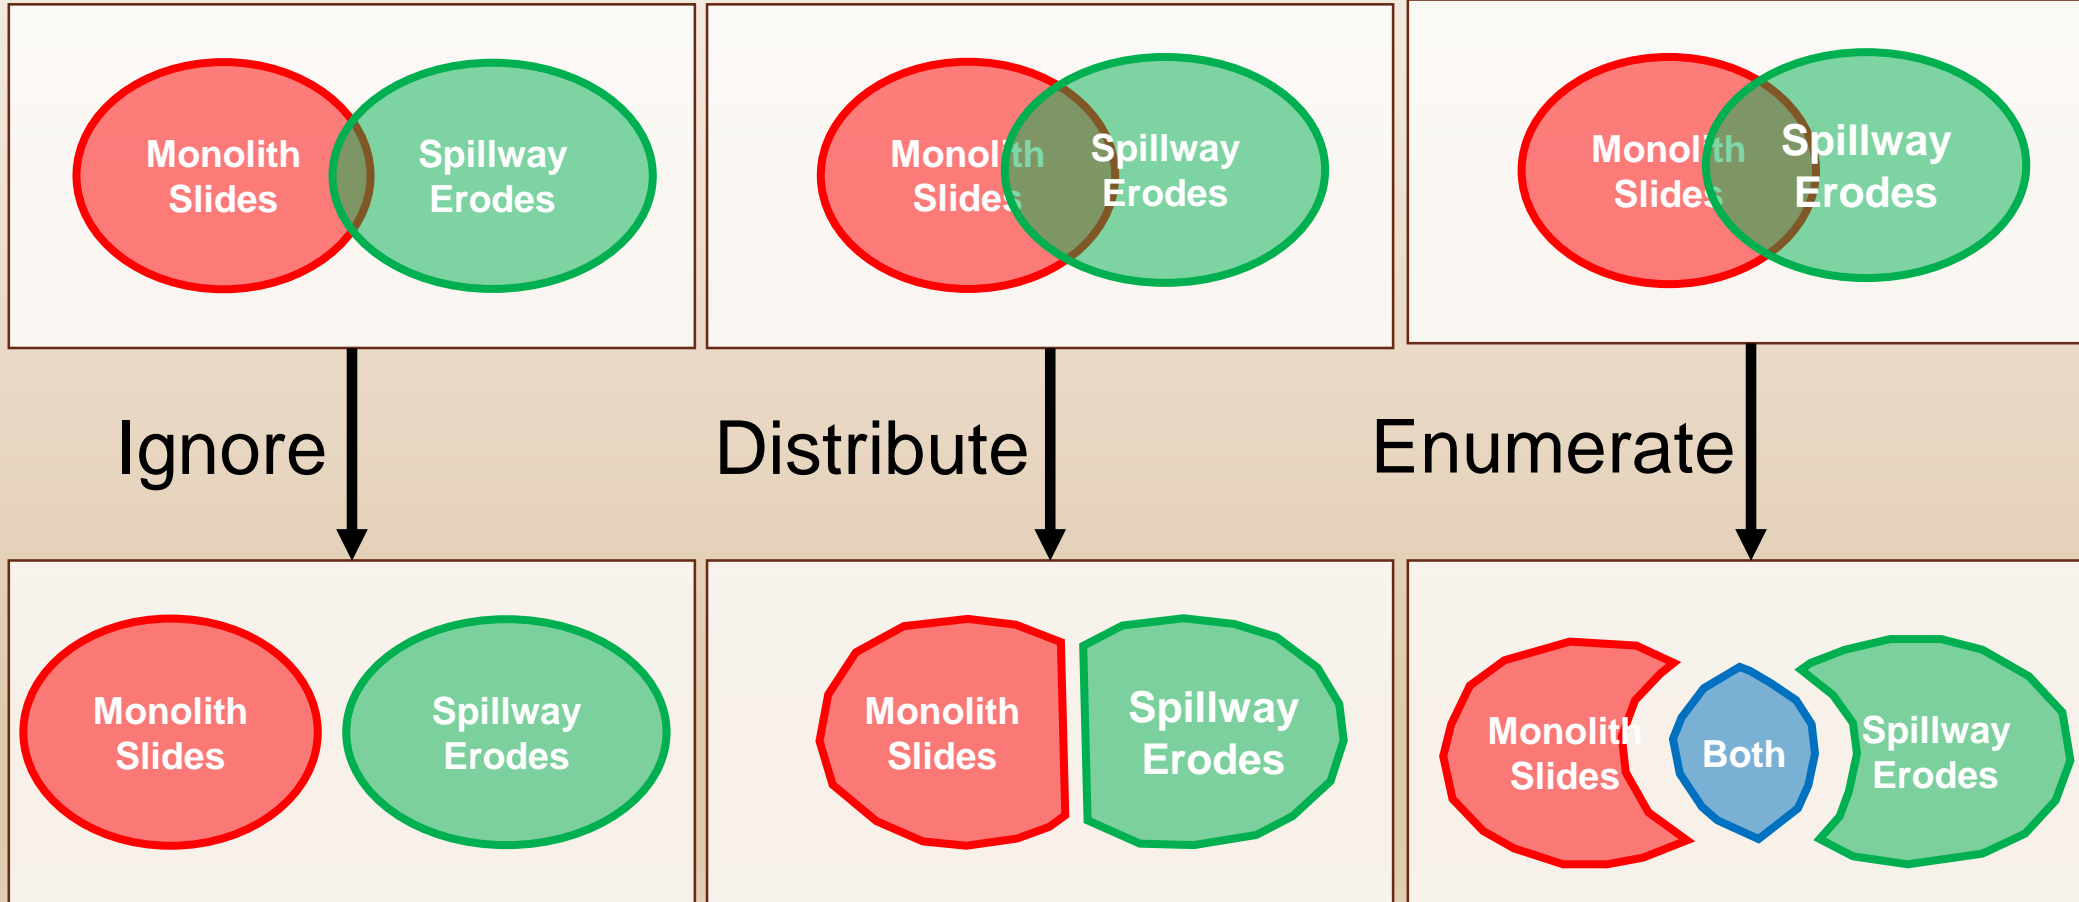 Monolith
Slides
Spillway
Erodes
Monolith
Slides
Spillway
Erodes
Monolith
Slides
Spillway
Erodes
Ignore
Distribute
Enumerate
Monolith
Slides
Spillway
Erodes
Monolith
Slides
Spillway
Erodes
Monolith
Slides
Both
Spillway
Erodes